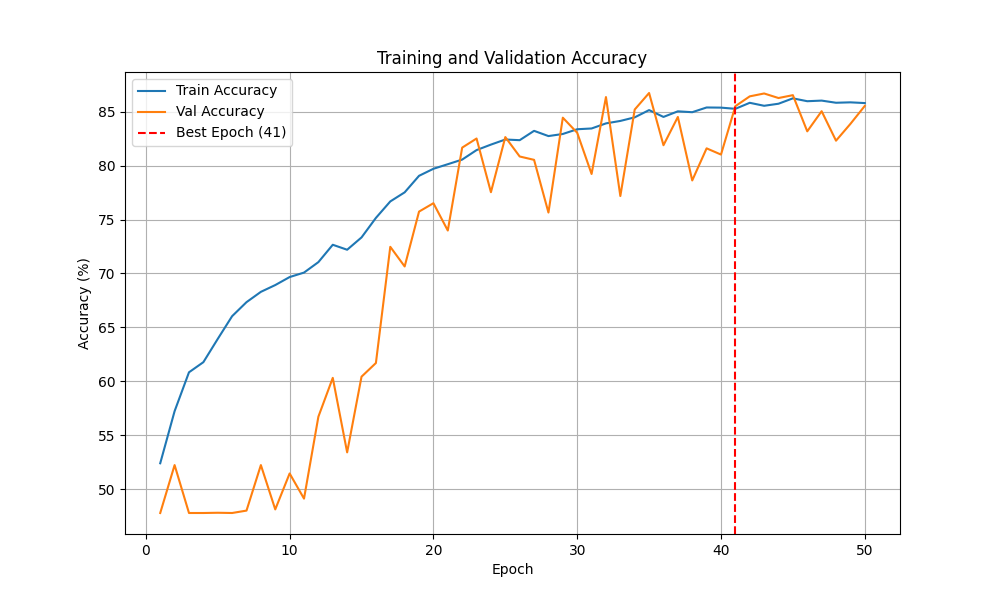 Training and Validation Accuracy
Train Accuracy
Val Accuracy
Best Epoch (41)
Accuracy (%)
85
80
75
70
65
60
55
50
0 10 20 30 40 50
Epoch